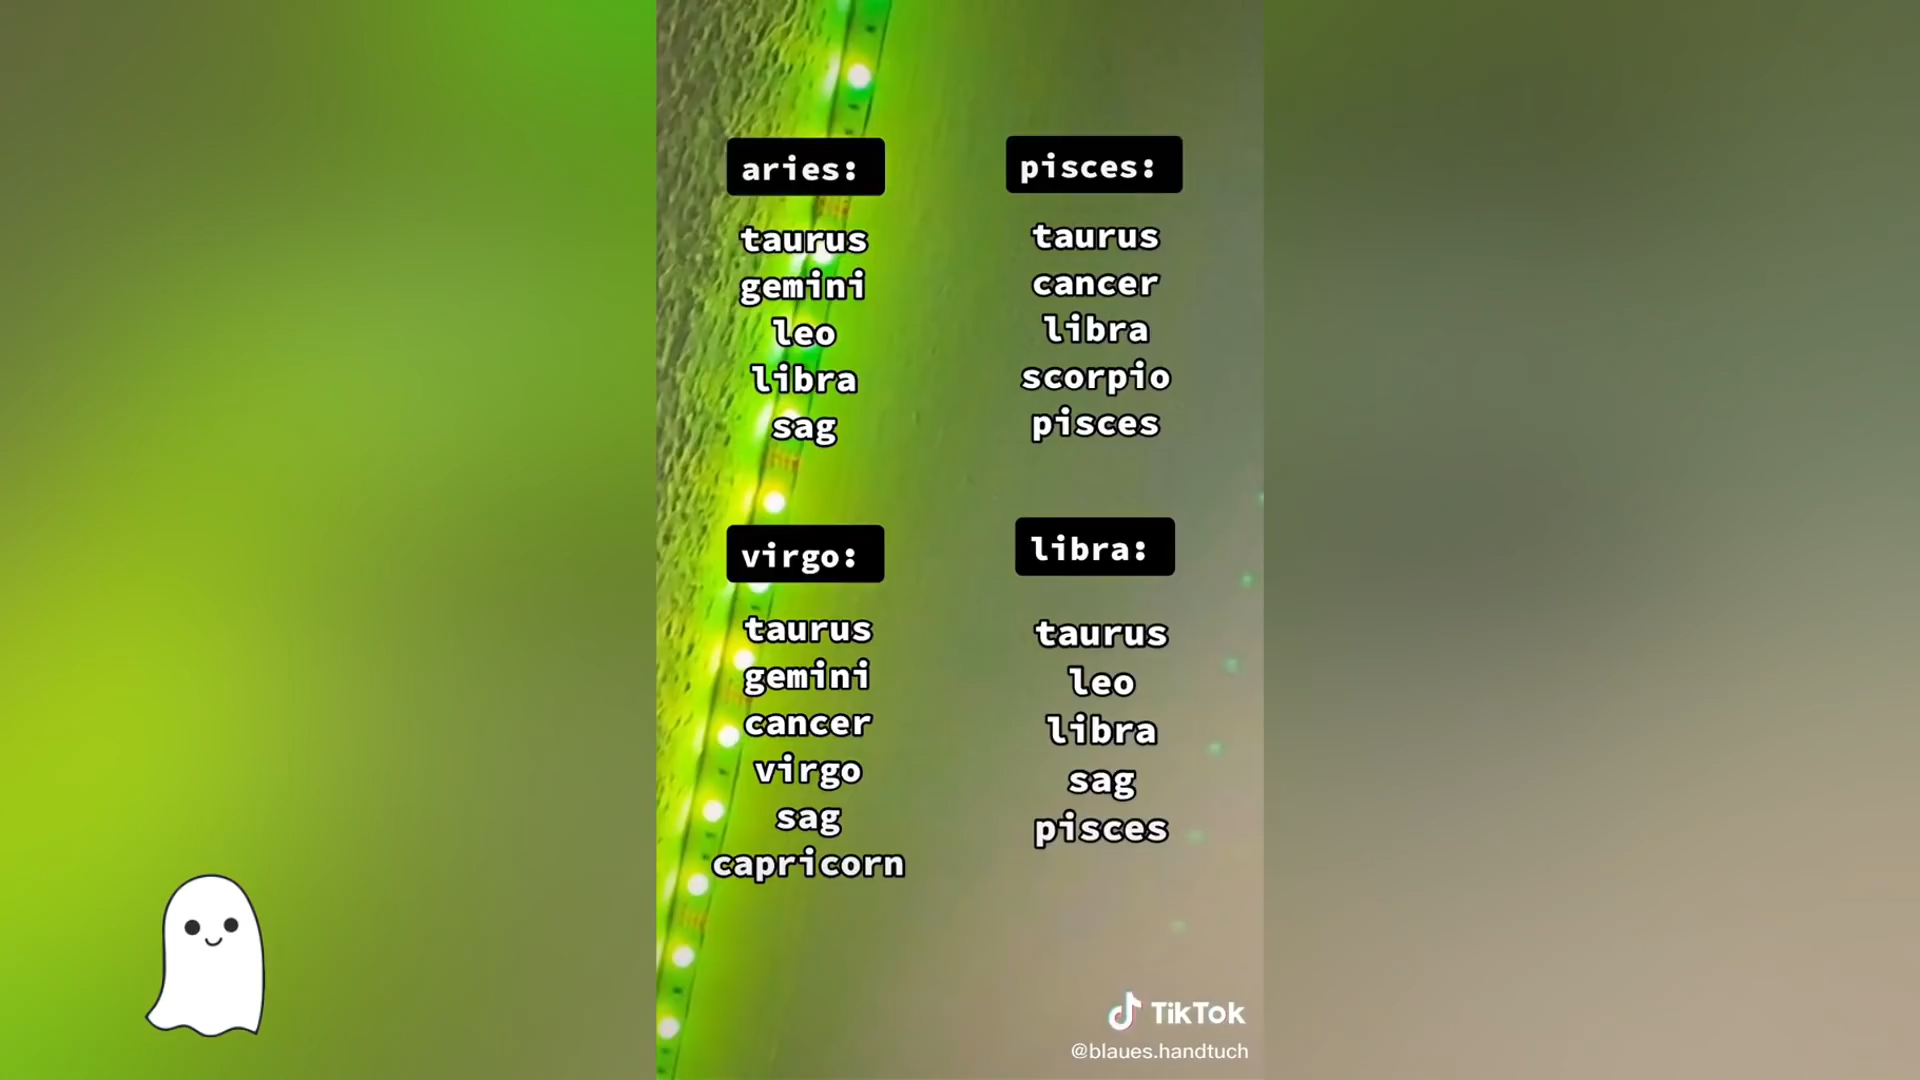 aries:
taurus
gemini
leo
libra
sag
pisces:
taurus
cancer
libra
scorpio
pisces
virgo:
taurus
gemini
cancer
virgo
sag
capricorn
libra:
taurus
leo
libra
sag
pisces
TikTok
@blaues.handtuch